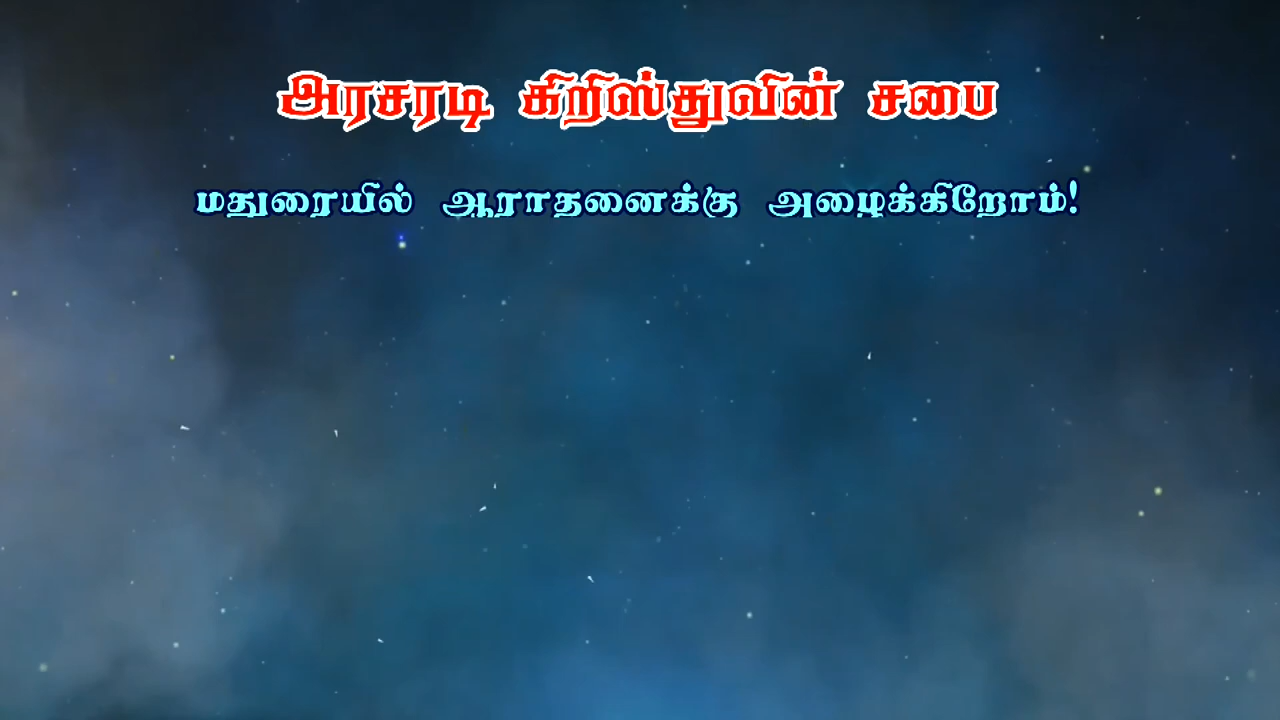 அரசரடி கிறிஸ்துவின் சபை
மதுரையில் ஆராதனைக்கு அழைக்கிறோம்!